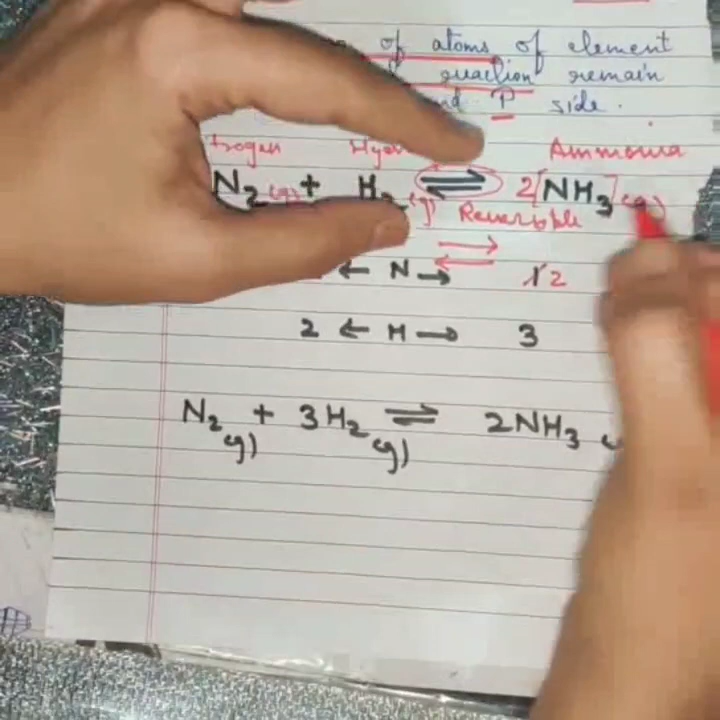 of atoms of element
reaction remain
P side.
Ammonia
N₂(g) + H₂(g) ⇌ 2[NH₃](g)
Reversible
⇌
← N → 1 2
2 ← H → 3
N₂(g) + 3H₂(g) ⇌ 2NH₃